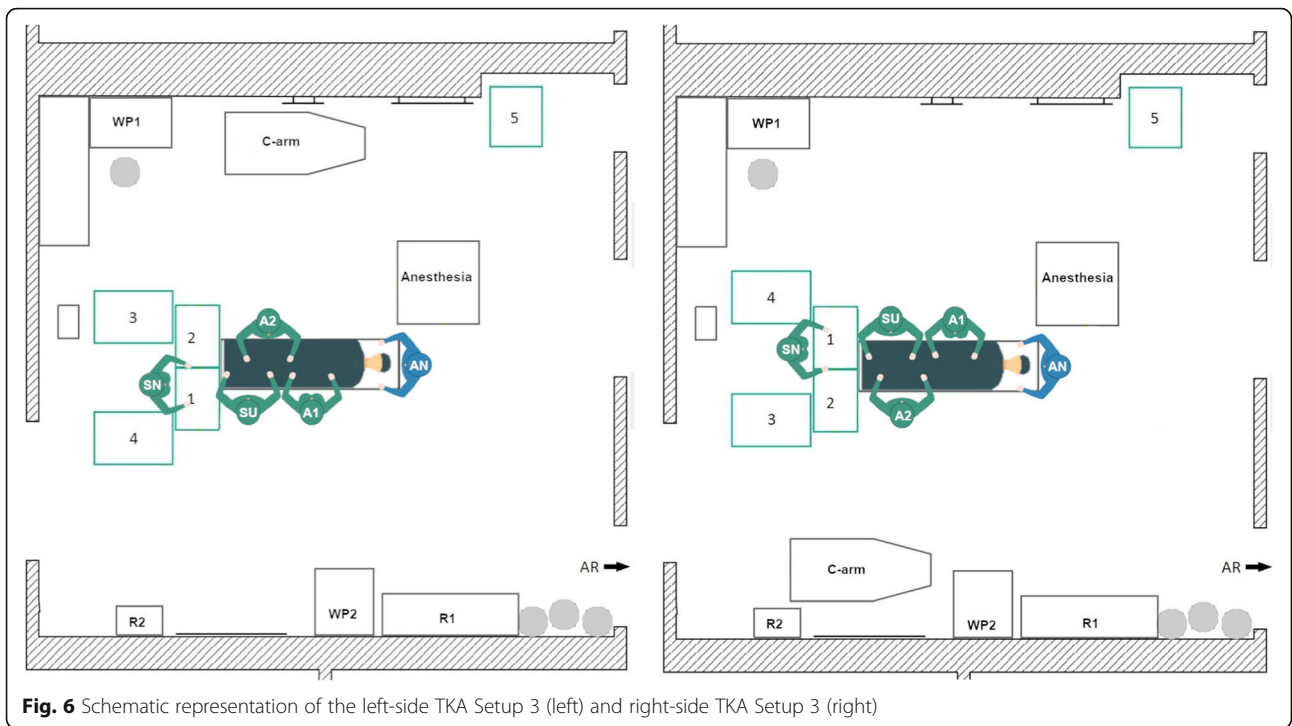 WP1
C-arm
5
Anesthesia
3
2
A2
SN
AN
1
SU
A1
4
AR
WP2
R1
R2
WP1
5
Anesthesia
4
1
SU
A1
SN
AN
2
A2
3
C-arm
AR
WP2
R1
R2
Fig. 6 Schematic representation of the left-side TKA Setup 3 (left) and right-side TKA Setup 3 (right)